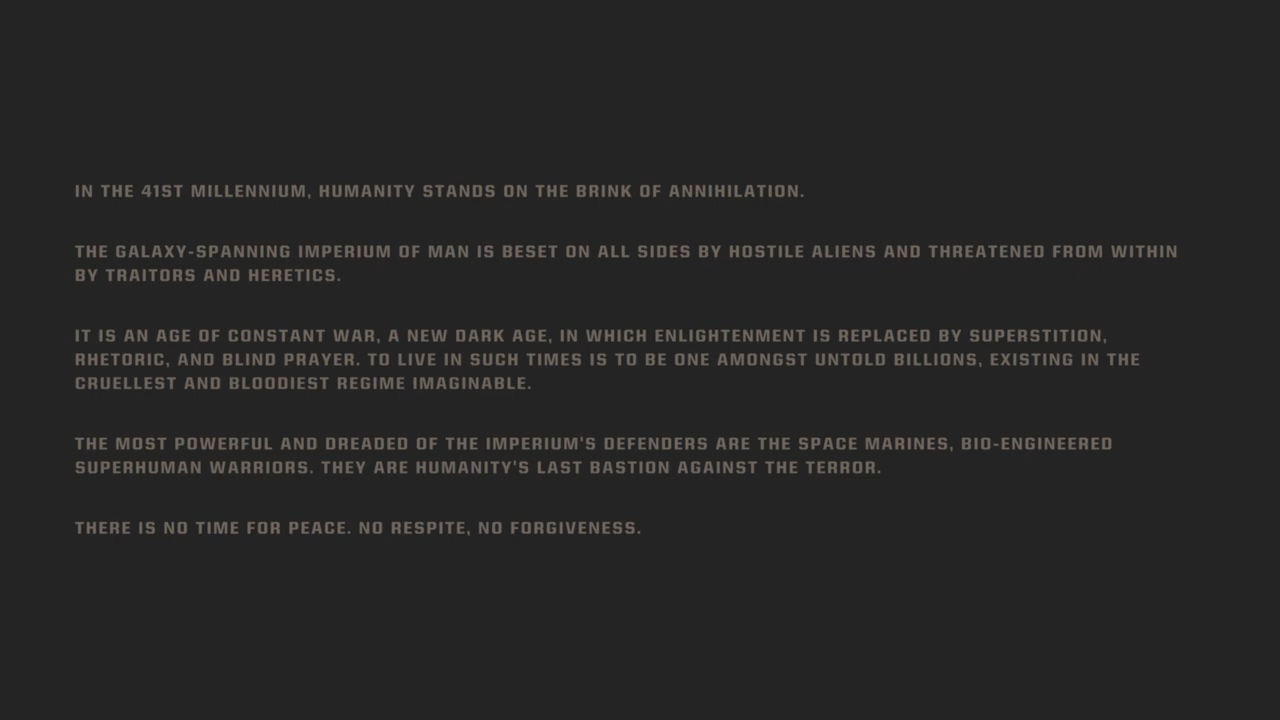 IN THE 41ST MILLENNIUM, HUMANITY STANDS ON THE BRINK OF ANNIHILATION.
THE GALAXY-SPANNING IMPERIUM OF MAN IS BESET ON ALL SIDES BY HOSTILE ALIENS AND THREATENED FROM WITHIN
BY TRAITORS AND HERETICS.
IT IS AN AGE OF CONSTANT WAR, A NEW DARK AGE, IN WHICH ENLIGHTENMENT IS REPLACED BY SUPERSTITION,
RHETORIC, AND BLIND PRAYER. TO LIVE IN SUCH TIMES IS TO BE ONE AMONGST UNTOLD BILLIONS, EXISTING IN THE
CRUELLEST AND BLOODIEST REGIME IMAGINABLE.
THE MOST POWERFUL AND DREADED OF THE IMPERIUM'S DEFENDERS ARE THE SPACE MARINES, BIO-ENGINEERED
SUPERHUMAN WARRIORS. THEY ARE HUMANITY'S LAST BASTION AGAINST THE TERROR.
THERE IS NO TIME FOR PEACE. NO RESPITE, NO FORGIVENESS.